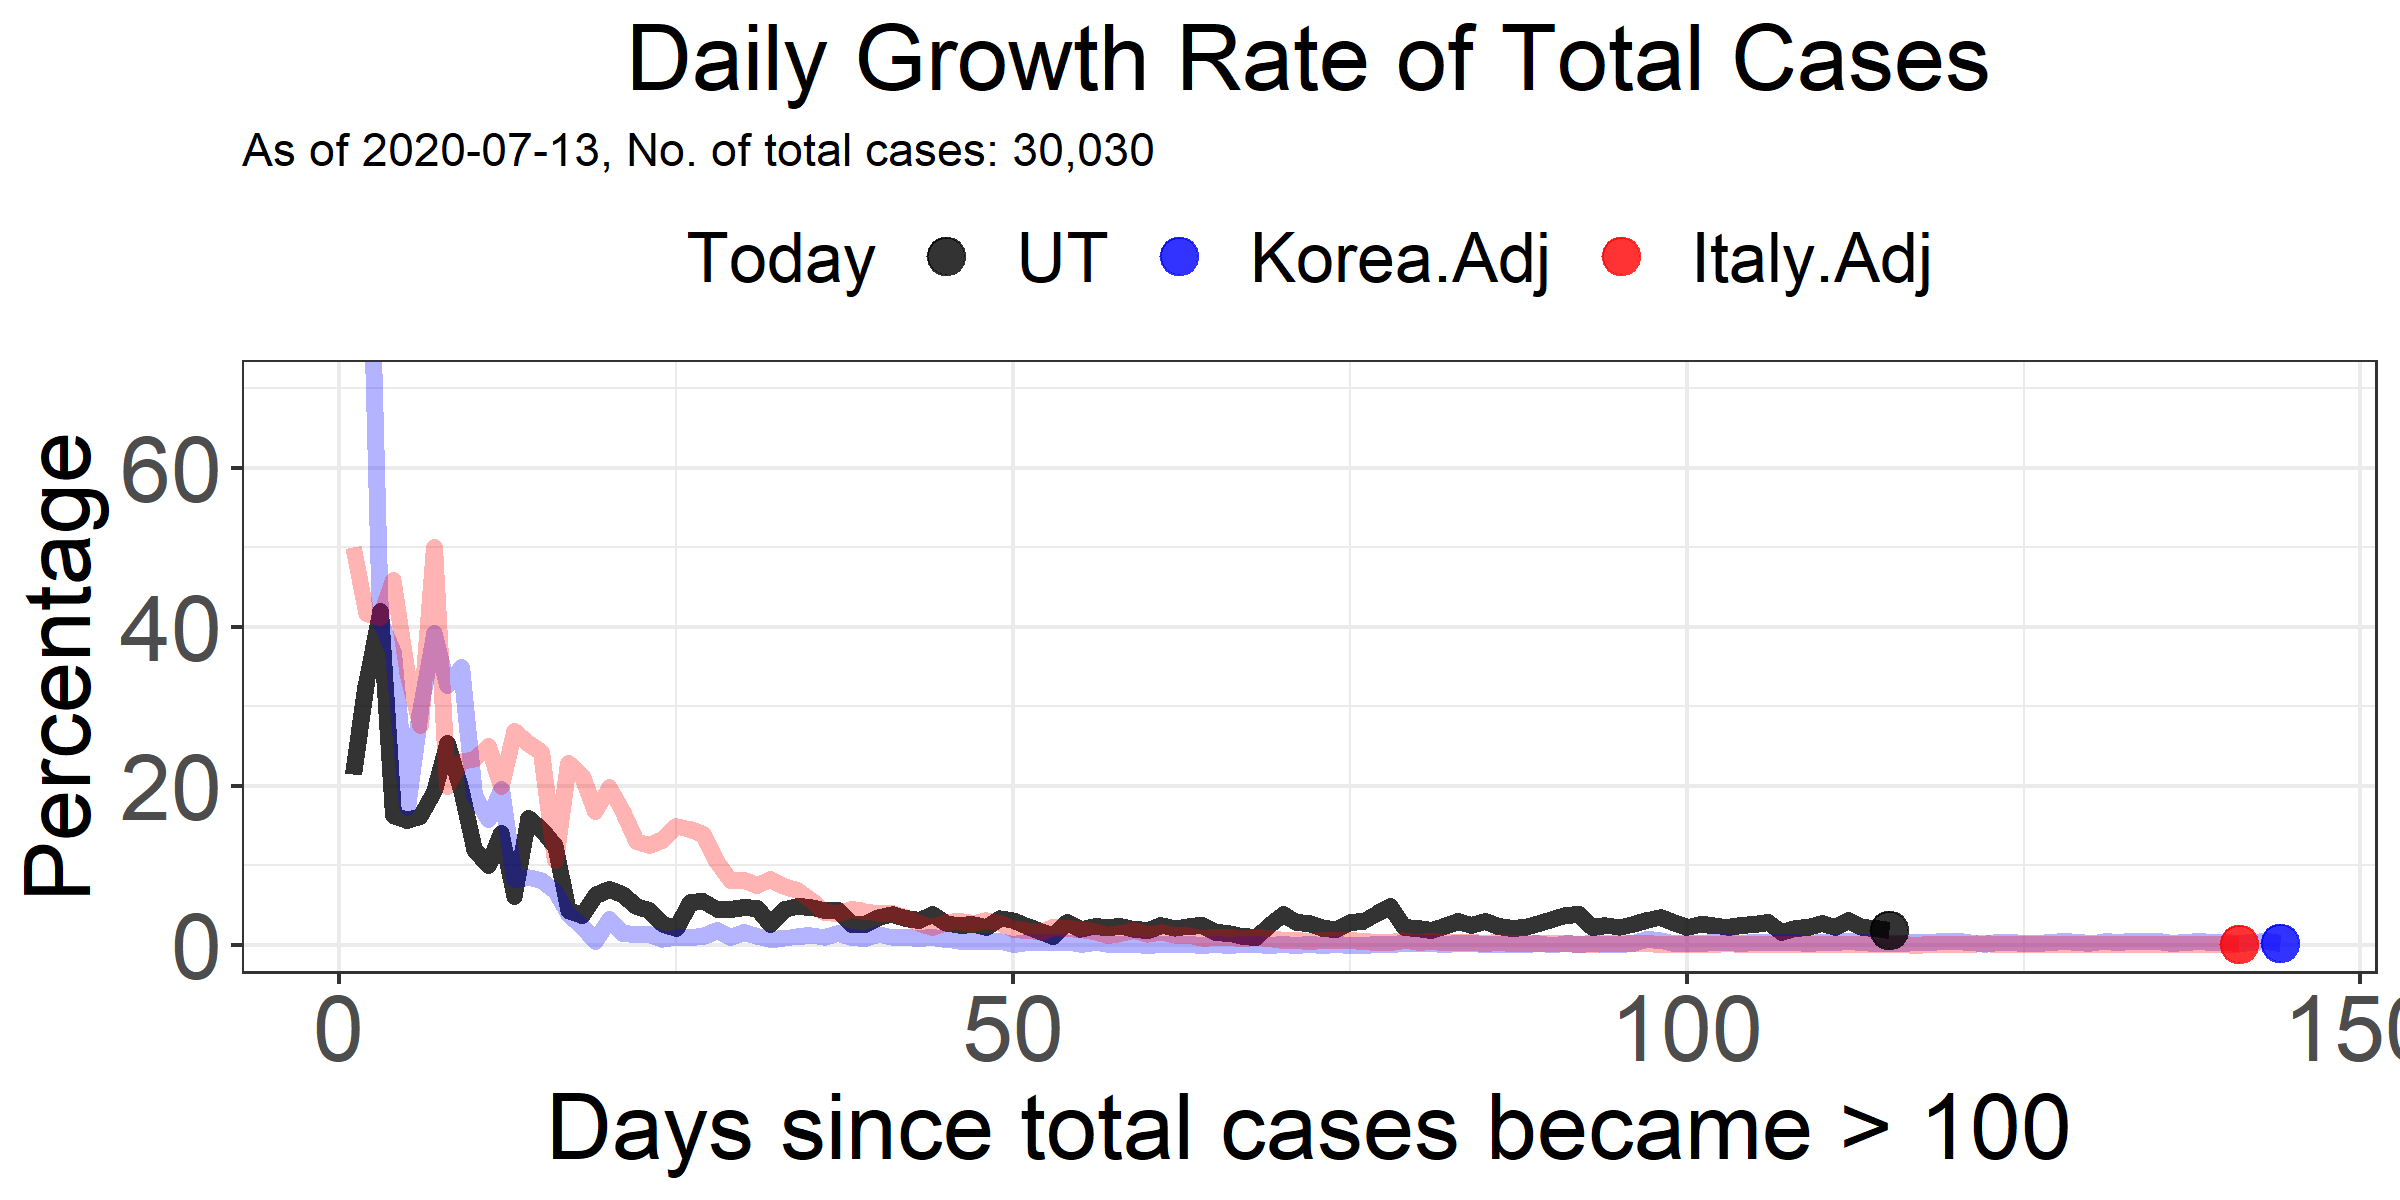 Daily Growth Rate of Total Cases
As of 2020-07-13, No. of total cases: 30,030
Today UT Korea.Adj Italy.Adj
Percentage
60
40
20
0
0 50 100 150
Days since total cases became > 100